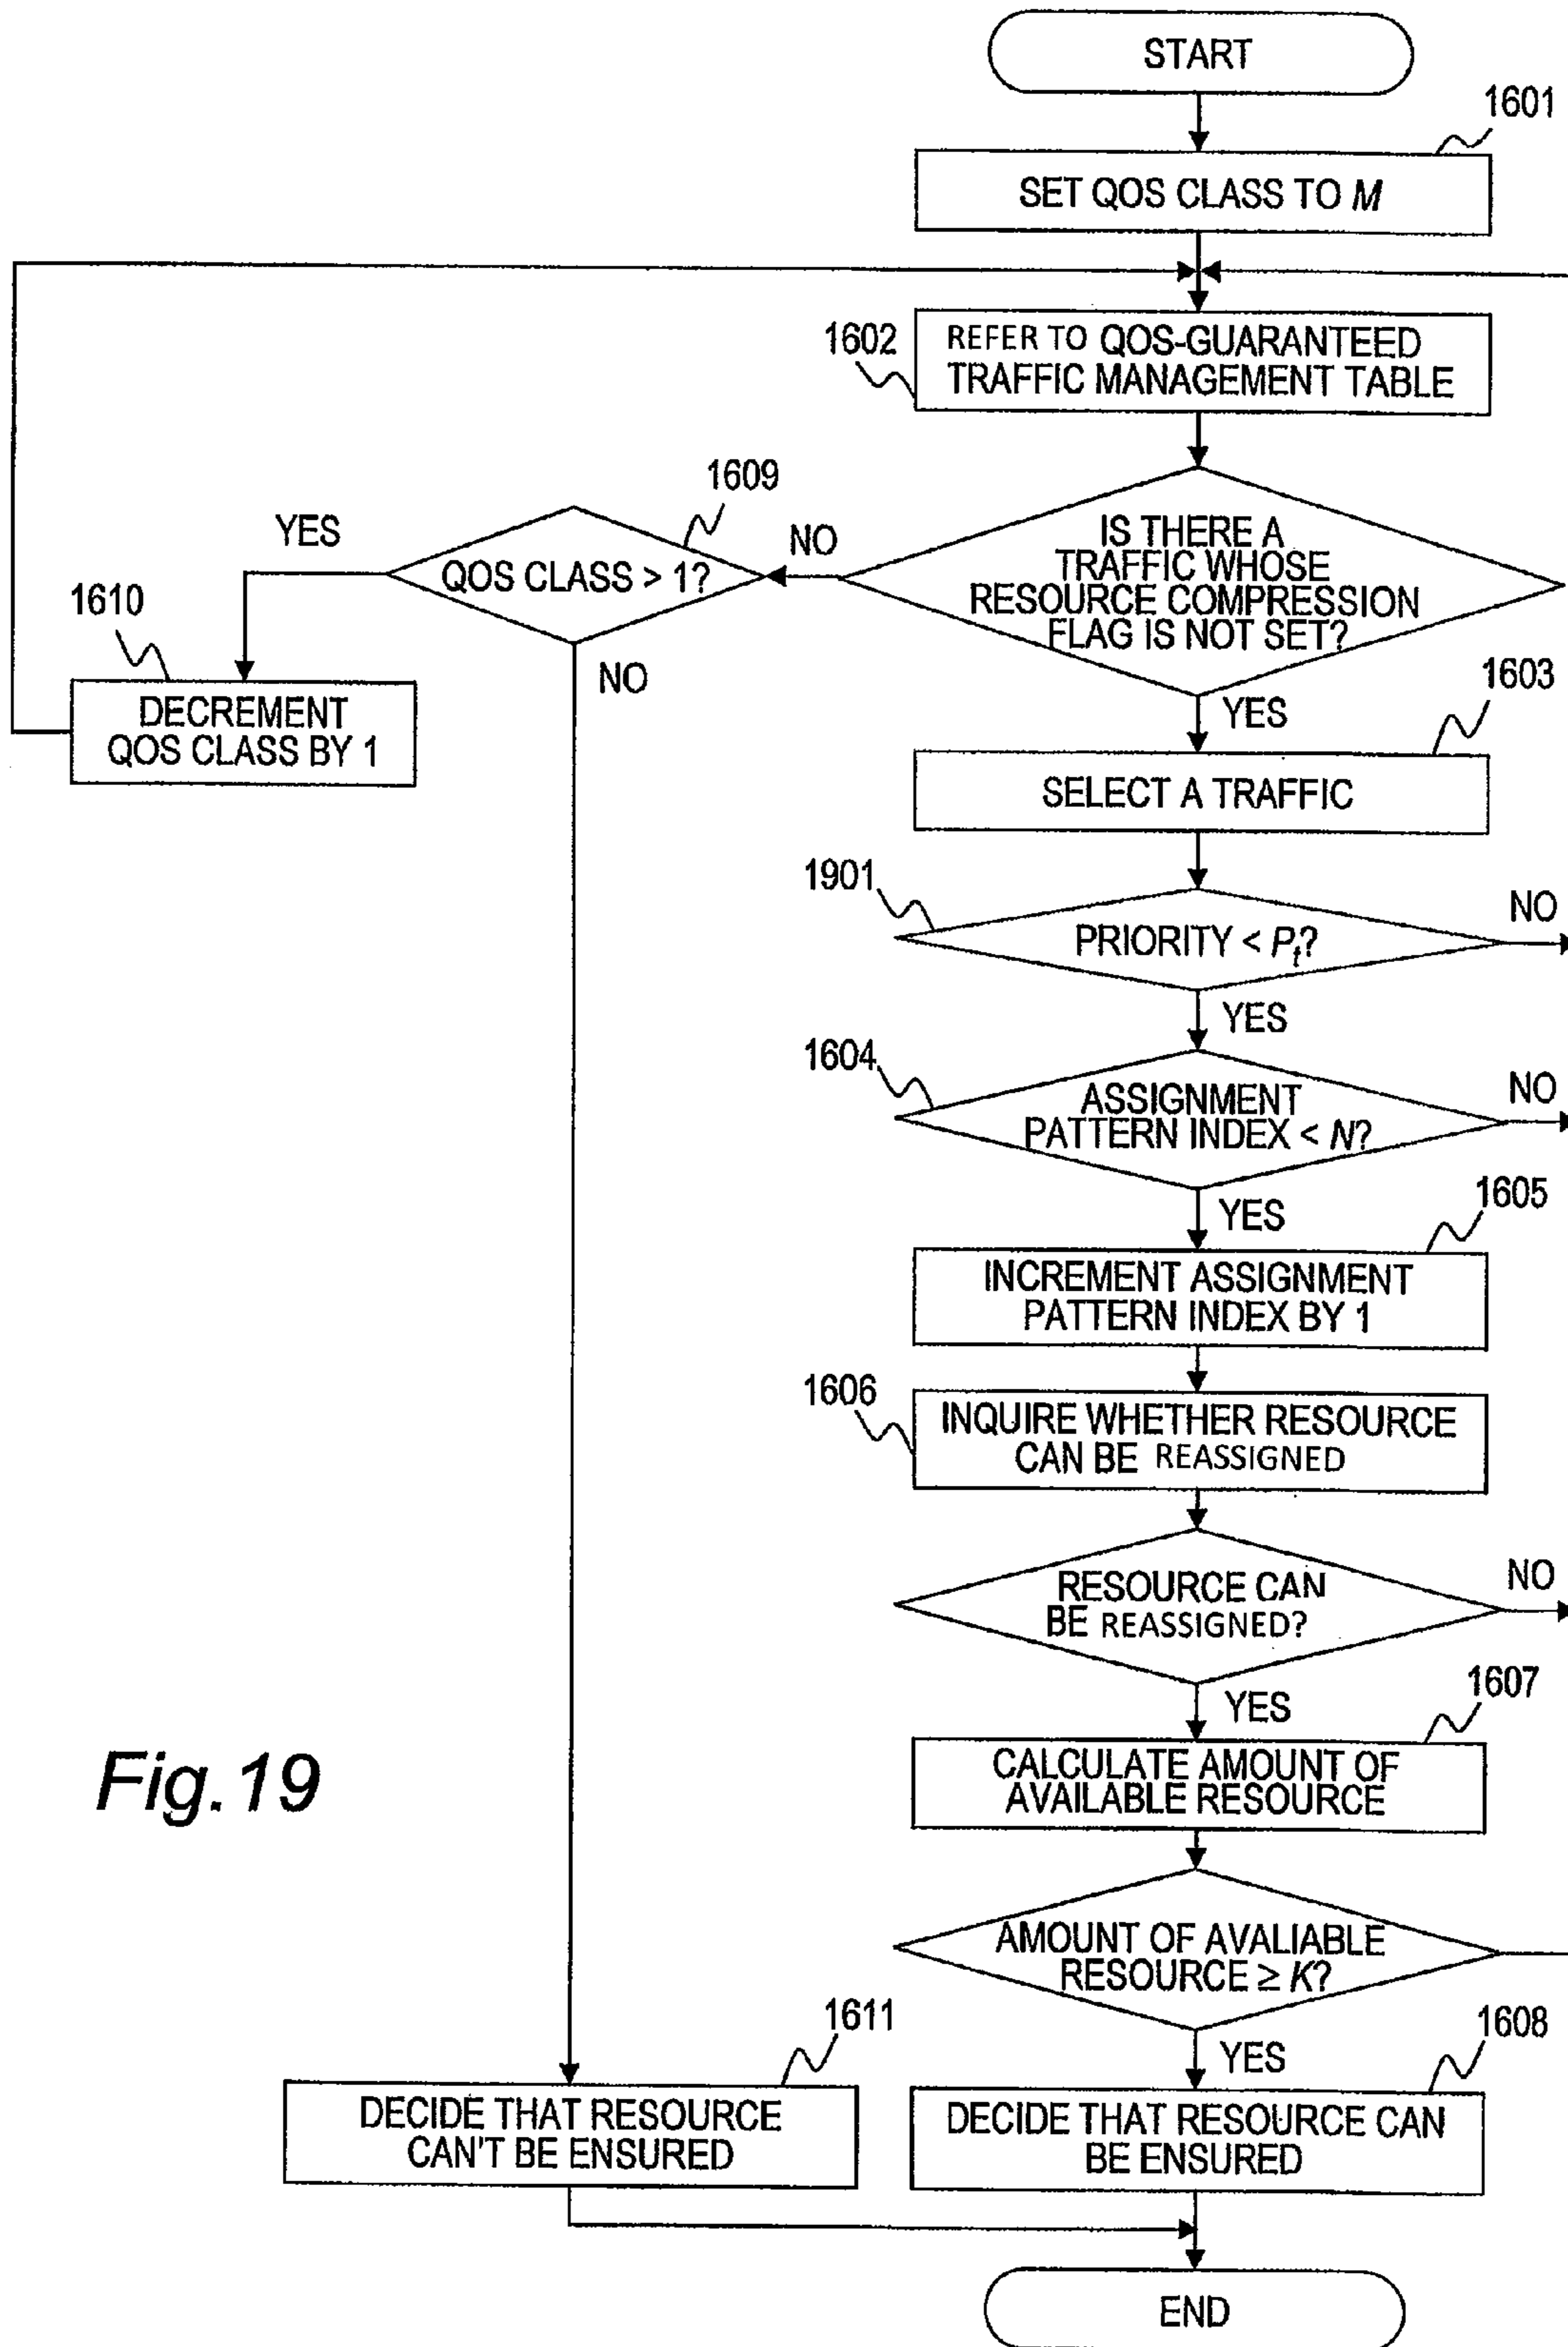 START
1601
SET QOS CLASS TO M
1602
REFER TO QOS-GUARANTEED
TRAFFIC MANAGEMENT TABLE
1609
YES
QOS CLASS > 1?
NO
IS THERE A
TRAFFIC WHOSE
RESOURCE COMPRESSION
FLAG IS NOT SET?
1610
NO
DECREMENT
QOS CLASS BY 1
YES
1603
SELECT A TRAFFIC
1901
PRIORITY < Pt?
NO
YES
1604
ASSIGNMENT
PATTERN INDEX < N?
NO
YES
1605
INCREMENT ASSIGNMENT
PATTERN INDEX BY 1
1606
INQUIRE WHETHER RESOURCE
CAN BE REASSIGNED
RESOURCE CAN
BE REASSIGNED?
NO
YES
1607
CALCULATE AMOUNT OF
AVAILABLE RESOURCE
Fig.19
AMOUNT OF AVALIABLE
RESOURCE ≥ K?
YES
1611
DECIDE THAT RESOURCE
CAN'T BE ENSURED
1608
DECIDE THAT RESOURCE CAN
BE ENSURED
END